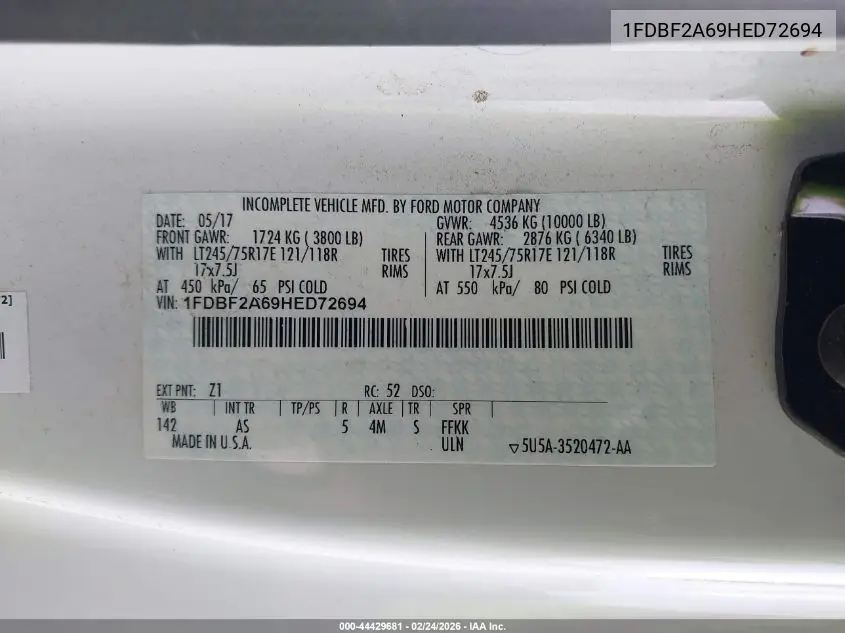 1FDBF2A69HED72694
INCOMPLETE VEHICLE MFD. BY FORD MOTOR COMPANY
DATE: 05/17 GVWR: 4536 KG (10000 LB)
FRONT GAWR: 1724 KG ( 3800 LB) REAR GAWR: 2876 KG ( 6340 LB)
WITH LT245/75R17E 121/118R TIRES WITH LT245/75R17E 121/118R TIRES
17x7.5J RIMS 17x7.5J RIMS
AT 450 kPa/ 65 PSI COLD AT 550 kPa/ 80 PSI COLD
VIN: 1FDBF2A69HED72694
2]
EXT PNT: Z1 RC: 52 DSO:
WB | INT TR | TP/PS | R | AXLE | TR | SPR |
142 AS 5 4M S FFKK
MADE IN U.S.A. ULN ▽5U5A-3520472-AA
000-44429681 - 02/24/2026 - IAA Inc.